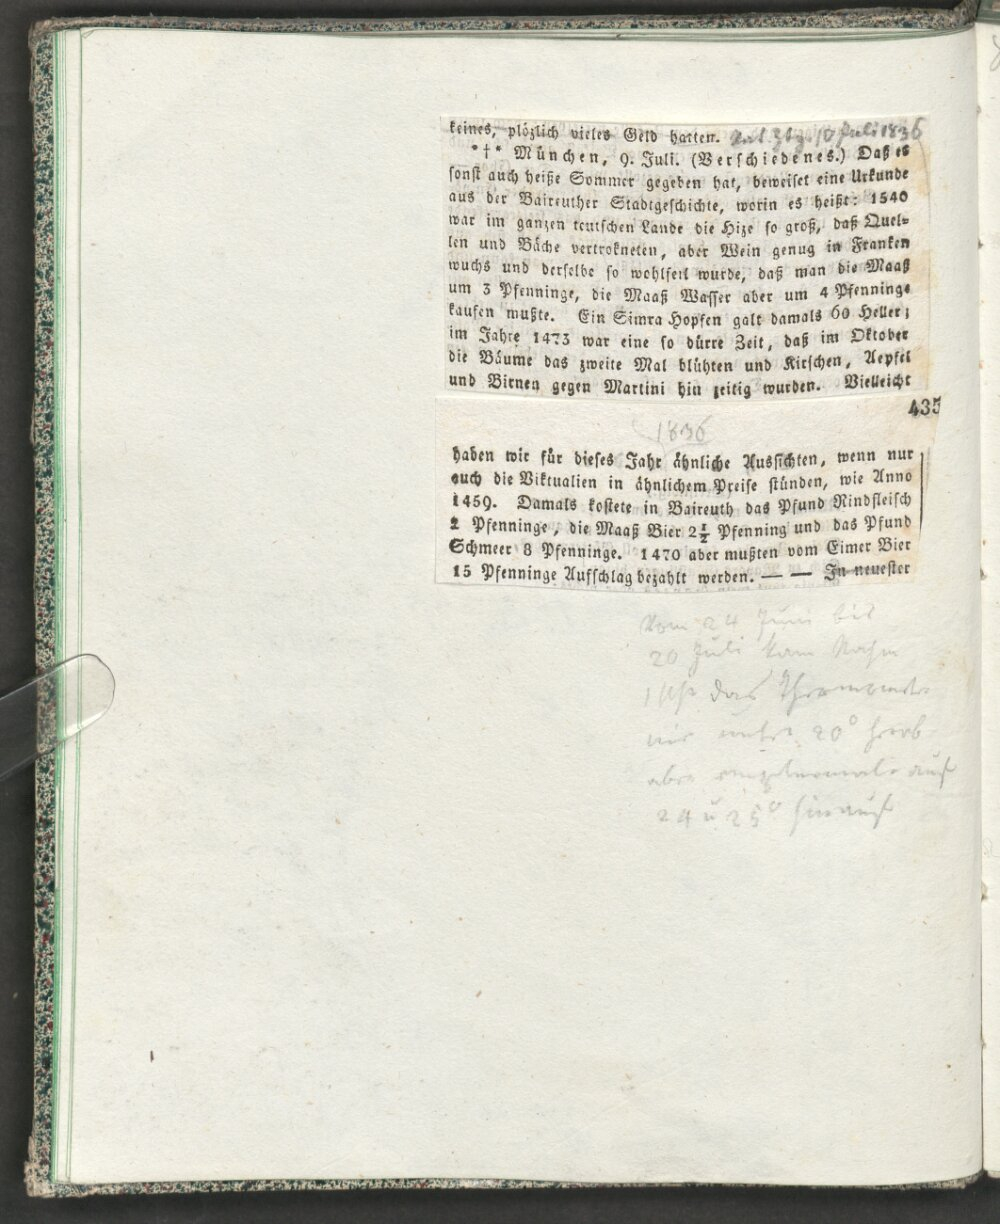 keines, plözlich vieles Geld hatten. 10 Juli 1836
*†* München, 9. Juli. (Verschiedenes.) Daß es
sonst auch heiße Sommer gegeben hat, beweiset eine Urkunde
aus der Baireuther Stadtgeschichte, worin es heißt: 1540
war im ganzen teutschen Lande die Hize so groß, daß Quel=
len und Bäche vertrokneten, aber Wein genug in Franken
wuchs und derselbe so wohlfeil wurde, daß man die Maaß
um 3 Pfenninge, die Maaß Wasser aber um 4 Pfenninge
kaufen mußte. Ein Simra Hopfen galt damals 60 Heller;
im Jahre 1473 war eine so dürre Zeit, daß im Oktober
die Bäume das zweite Mal blühten und Kirschen, Aepfel
und Birnen gegen Martini hin zeitig wurden. Vielleicht
435
1836
haben wir für dieses Jahr ähnliche Aussichten, wenn nur
auch die Viktualien in ähnlichem Preise stünden, wie Anno
1459. Damals kostete in Baireuth das Pfund Rindfleisch
2 Pfenninge, die Maaß Bier 2½ Pfenning und das Pfund
Schmeer 8 Pfenninge. 1470 aber mußten vom Eimer Bier
15 Pfenninge Aufschlag bezahlt werden. — — In neuester
Vom 24 Juni bis
20 Juli kam
das Thermometer
20° herab
aber auf
24 u 25° hinauf